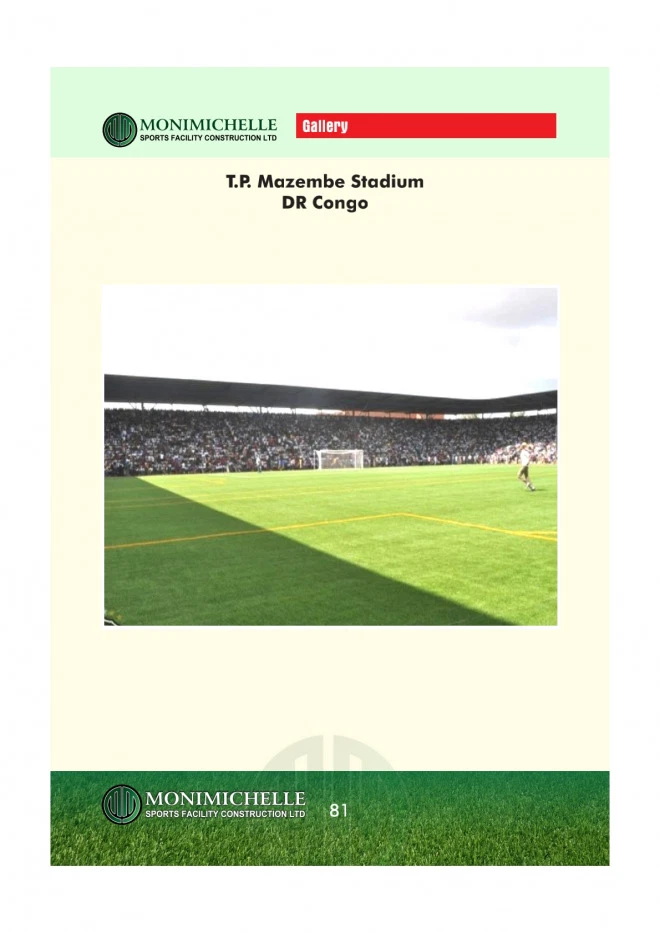 MONIMICHELLE
SPORTS FACILITY CONSTRUCTION LTD
Gallery
T.P. Mazembe Stadium
DR Congo
MONIMICHELLE
SPORTS FACILITY CONSTRUCTION LTD
81